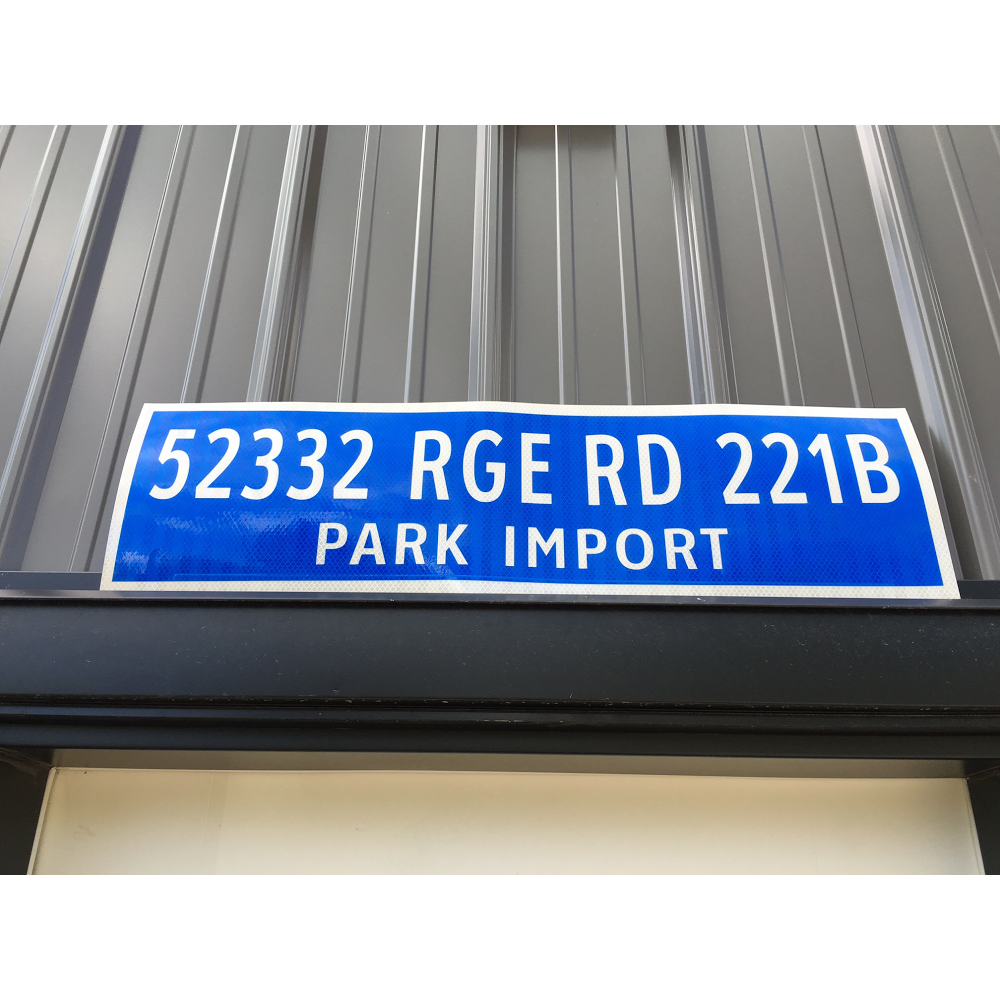 52332 RGE RD 221B
PARK IMPORT